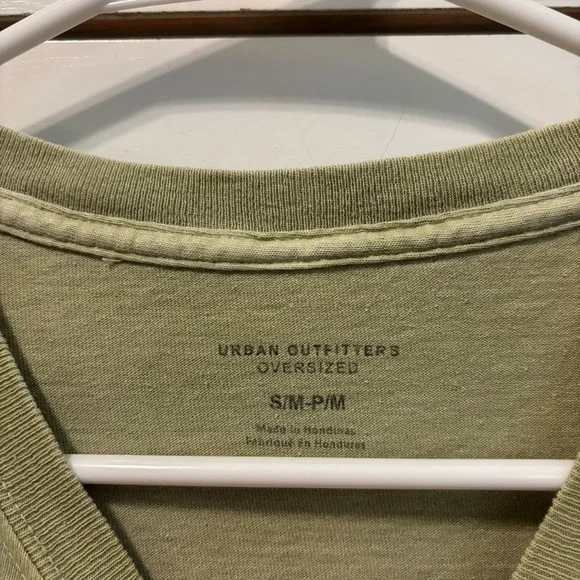 URBAN OUTFITTERS
OVERSIZED
S/M-P/M
Made in Honduras
Fabriqué En Honduras